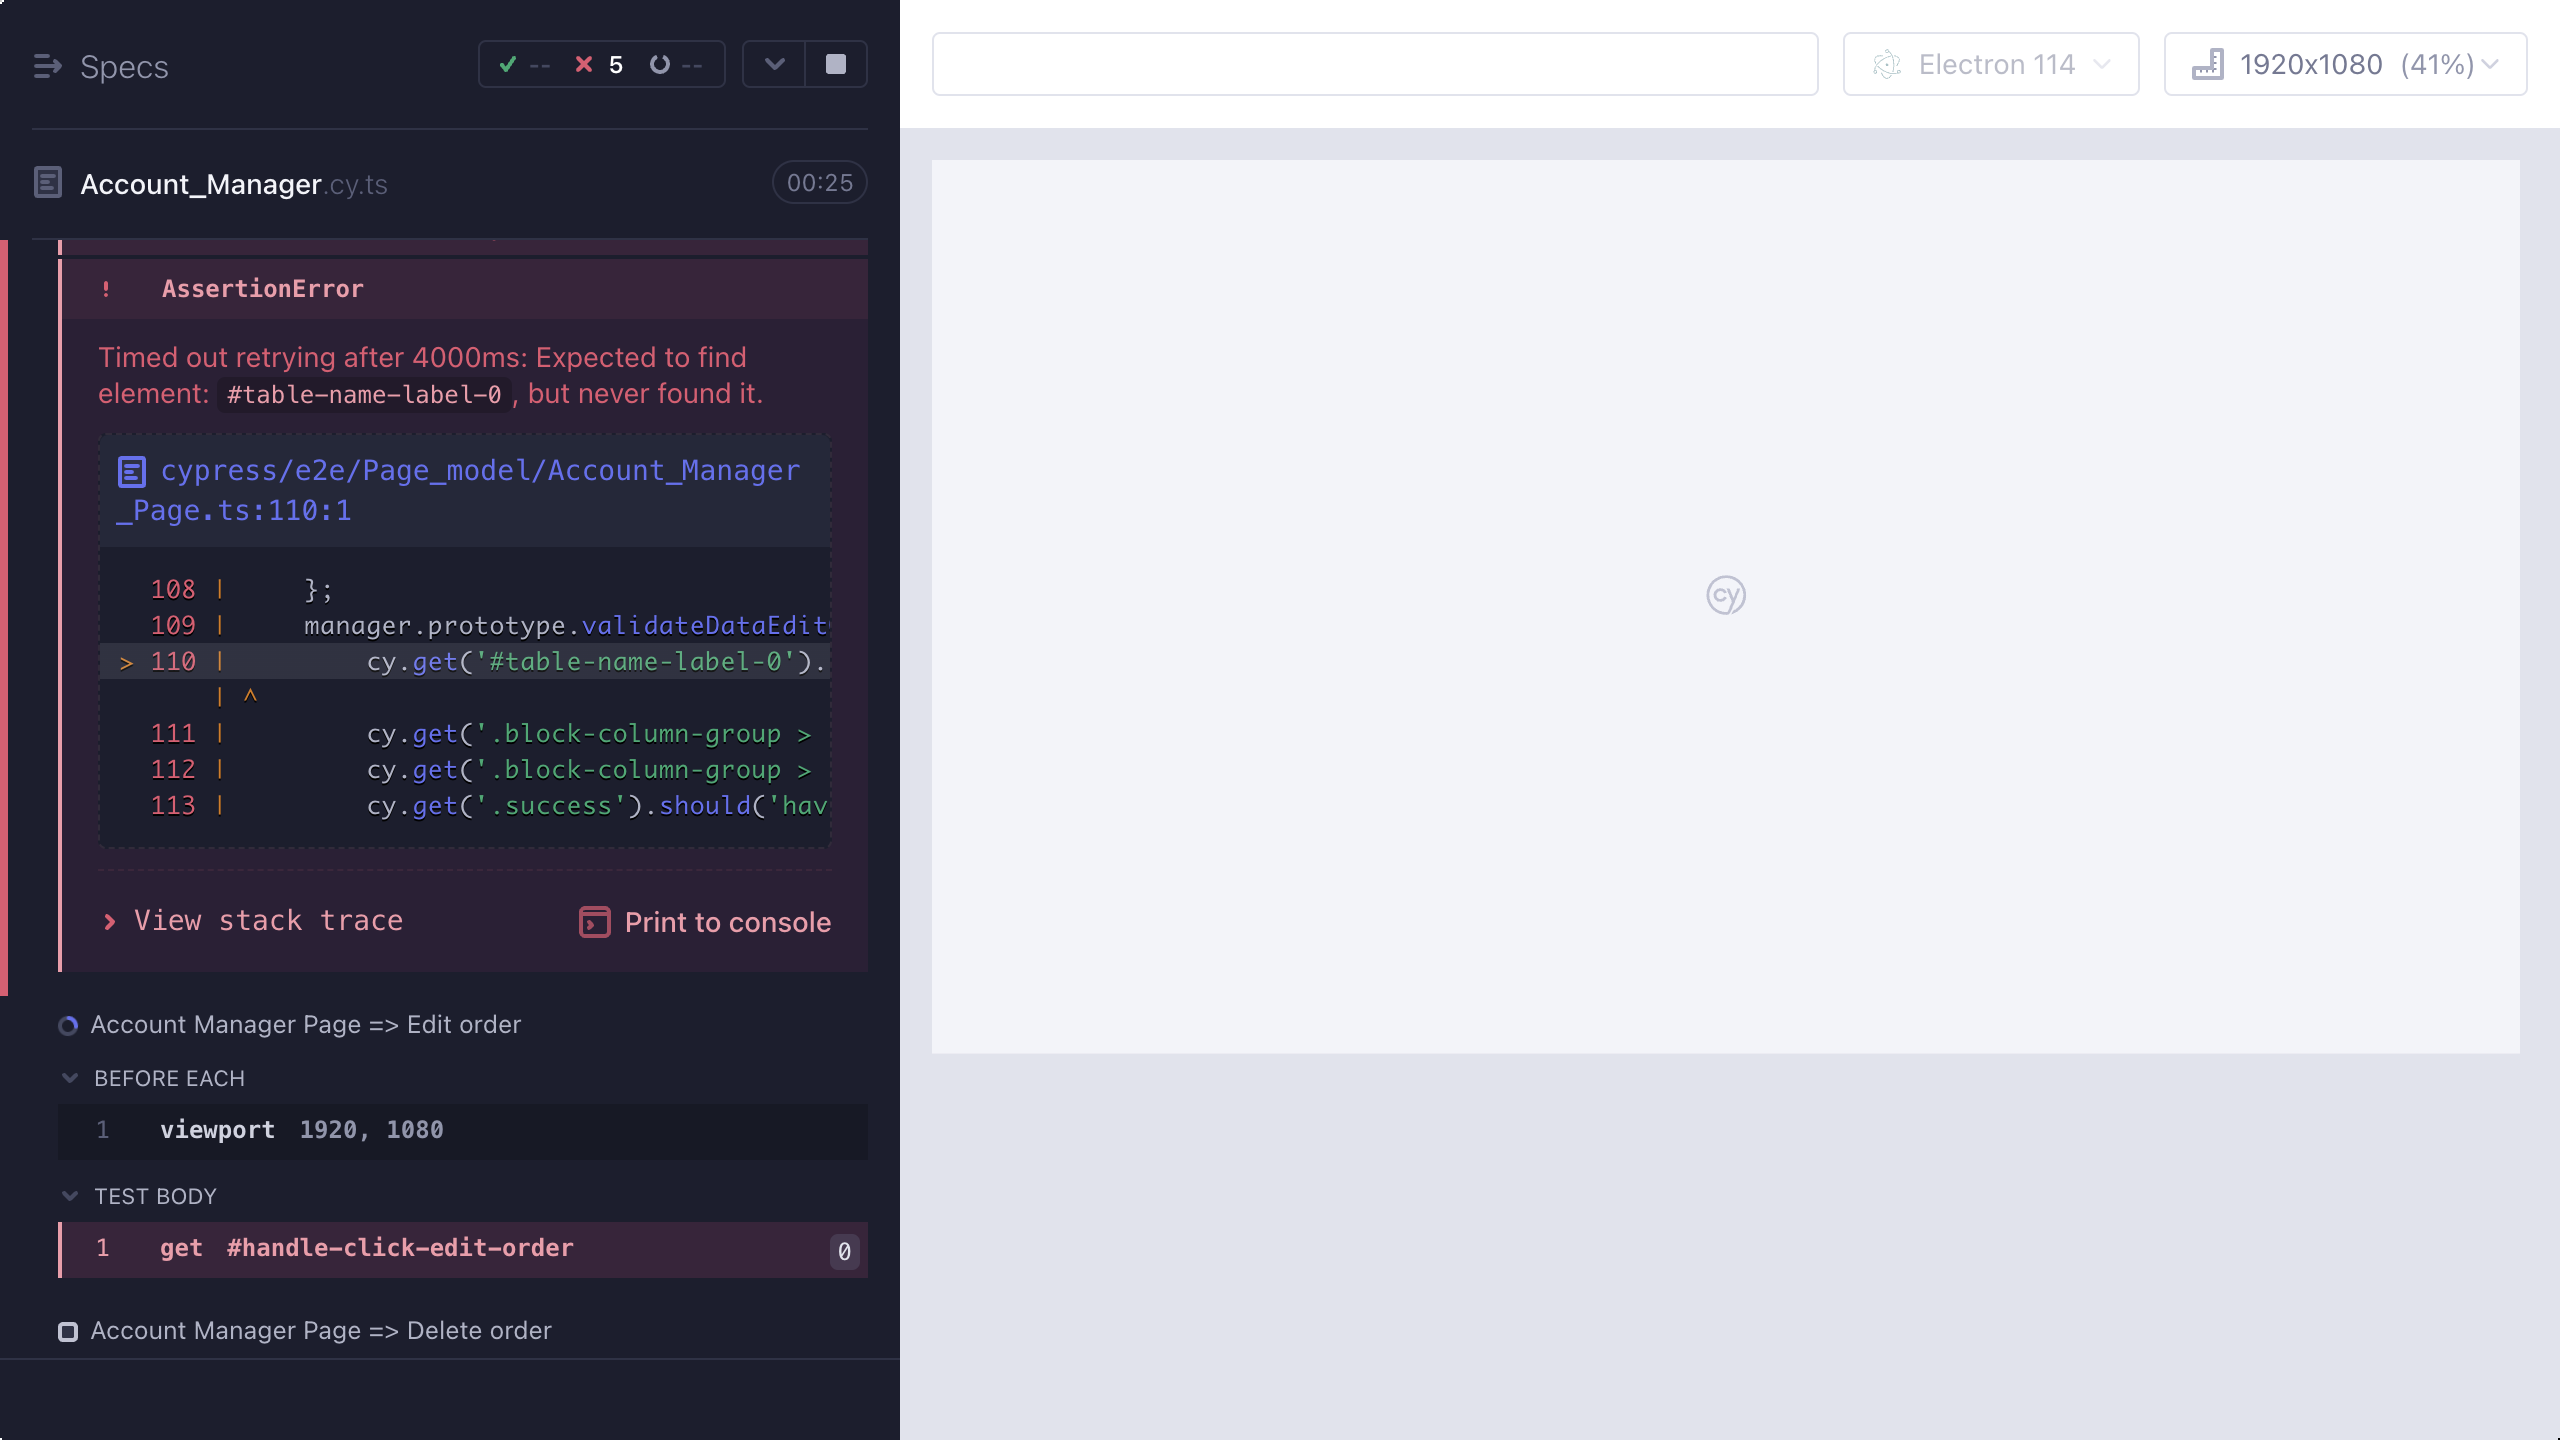 Specs
-- 5 --
Account_Manager.cy.ts
00:25
! AssertionError
Timed out retrying after 4000ms: Expected to find
element: #table-name-label-0, but never found it.
cypress/e2e/Page_model/Account_Manager
_Page.ts:110:1
108 | };
109 | manager.prototype.validateDataEdit
> 110 | cy.get('#table-name-label-0').
| ^
111 | cy.get('.block-column-group >
112 | cy.get('.block-column-group >
113 | cy.get('.success').should('hav
View stack trace
Print to console
Account Manager Page => Edit order
BEFORE EACH
1 viewport 1920, 1080
TEST BODY
1 get #handle-click-edit-order 0
Account Manager Page => Delete order
Electron 114
1920x1080 (41%)
cy